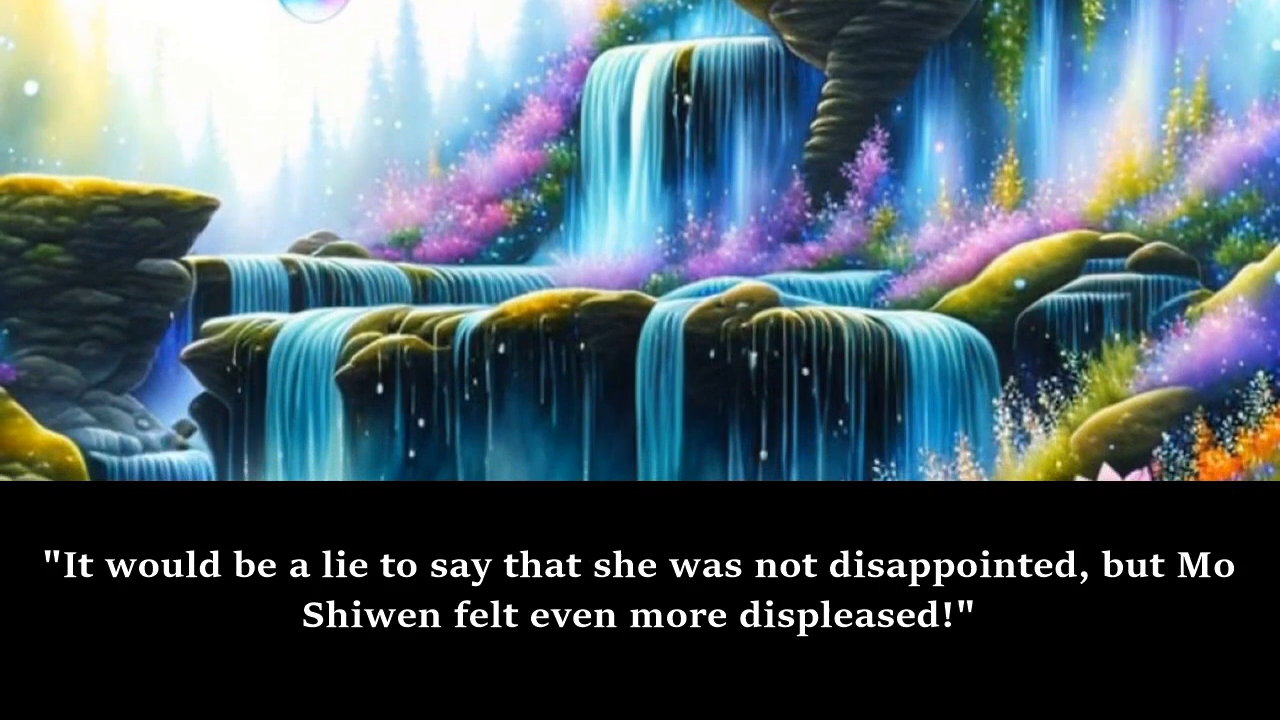 "It would be a lie to say that she was not disappointed, but Mo
Shiwen felt even more displeased!"